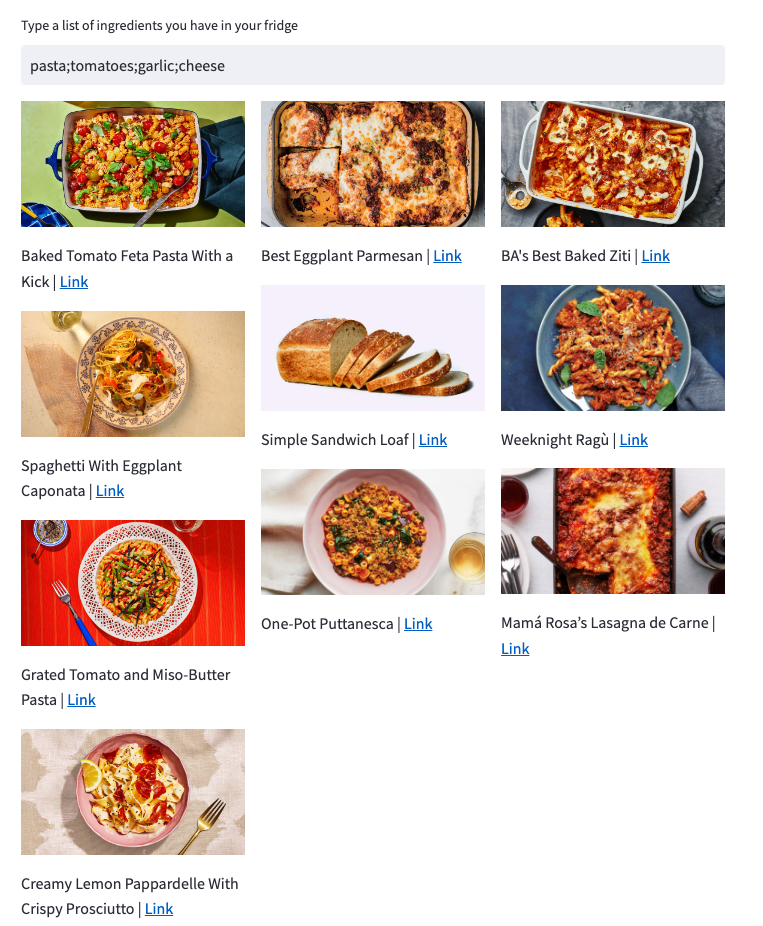 Type a list of ingredients you have in your fridge
pasta;tomatoes;garlic;cheese
Baked Tomato Feta Pasta With a
Kick | Link
Spaghetti With Eggplant
Caponata | Link
Grated Tomato and Miso-Butter
Pasta | Link
Creamy Lemon Pappardelle With
Crispy Prosciutto | Link
Best Eggplant Parmesan | Link
Simple Sandwich Loaf | Link
One-Pot Puttanesca | Link
BA's Best Baked Ziti | Link
Weeknight Ragù | Link
Mamá Rosa’s Lasagna de Carne |
Link